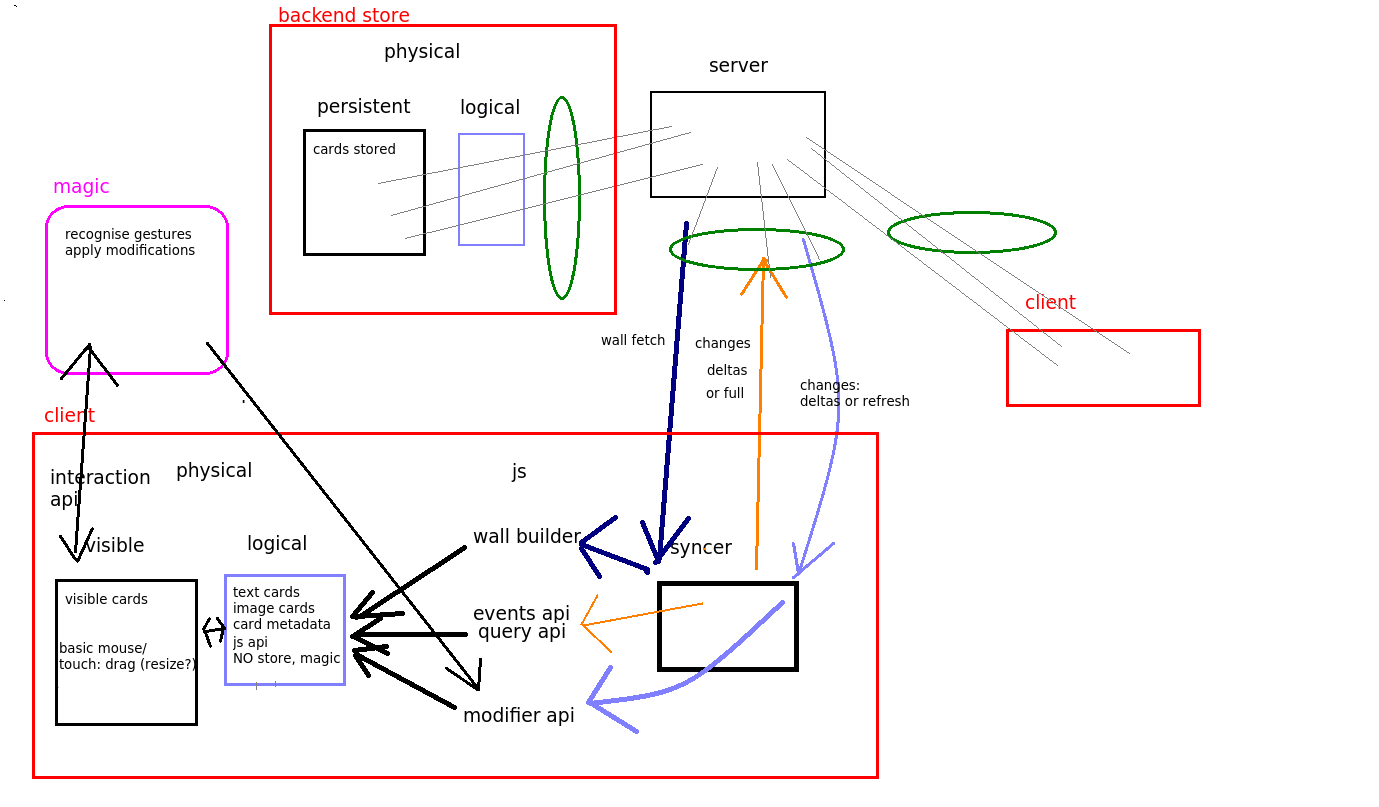 backend store
physical
server
persistent
logical
cards stored
magic
recognise gestures
apply modifications
client
wall fetch
changes
deltas
or full
changes:
deltas or refresh
client
interaction
api
physical
js
visible
logical
wall builder
syncer
visible cards
basic mouse/
touch: drag (resize?)
text cards
image cards
card metadata
js api
NO store, magic
events api
query api
modifier api